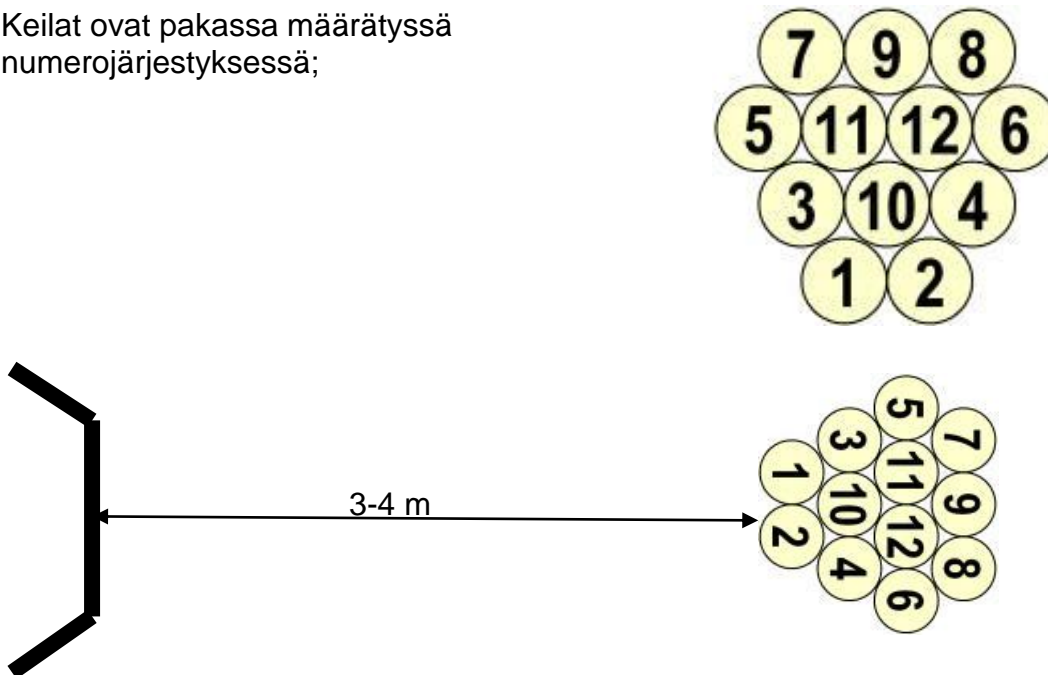 Keilat ovat pakassa määrätyssä
numerojärjestyksessä;
7 9 8
5 11 12 6
3 10 4
1 2
3-4 m
5
3 7
1 11
10 9
2 12
4 8
6